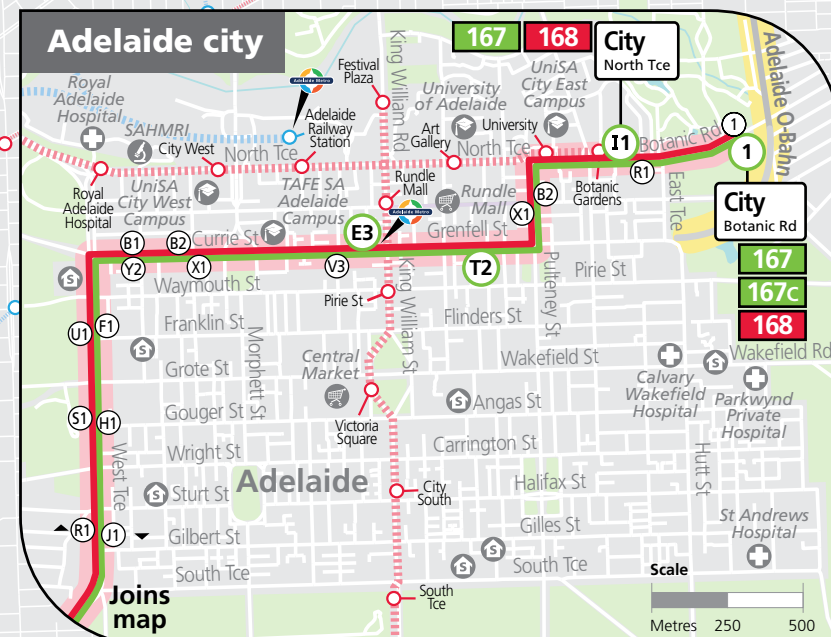 Adelaide city
167 168
City
North Tce
Adelaide O-Bahn
Royal
Adelaide
Hospital
SAHMRI
City West
North Tce
Adelaide Metro
Adelaide
Railway
Station
Festival
Plaza
King William Rd
University
of Adelaide
UniSA
City East
Campus
Art
Gallery
University
North Tce
I1
Botanic Rd
1
1
R1
Botanic
Gardens
East Tce
City
Botanic Rd
167
167C
168
Royal
Adelaide
Hospital
UniSA
City West
Campus
TAFE SA
Adelaide
Campus
Rundle
Mall
Adelaide Metro
Rundle
Mall
B2
X1
B1
B2
Currie St
E3
Grenfell St
Y2
X1
V3
T2
Waymouth St
Pirie St
King William St
Pulteney St
Pirie St
U1
F1
Franklin St
Morphett St
Flinders St
Grote St
Central
Market
Wakefield St
Wakefield Rd
Calvary
Wakefield
Hospital
Parkwynd
Private
Hospital
S1
H1
Gouger St
Victoria
Square
Angas St
West Tce
Wright St
Carrington St
Hutt St
Sturt St
Adelaide
City
South
Halifax St
R1
J1
Gilbert St
Gilles St
St Andrews
Hospital
South Tce
South Tce
Joins
map
South
Tce
Scale
Metres 250 500
S
S
S
S
S
S
S